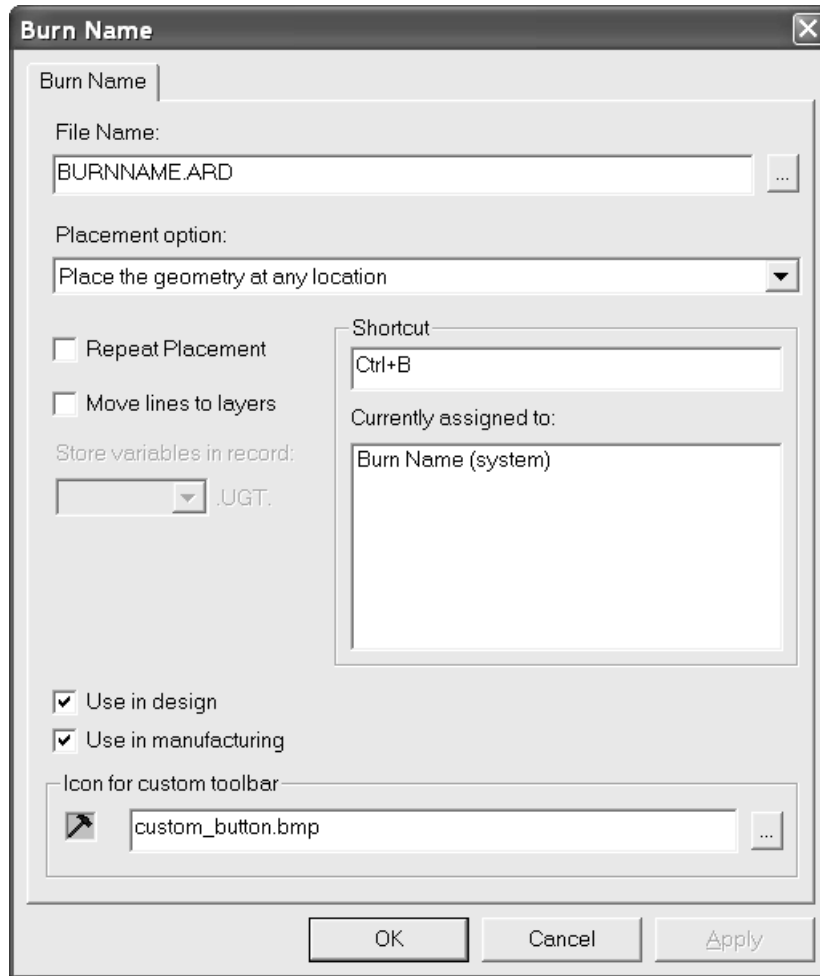 Burn Name
Burn Name
File Name:
BURNNAME.ARD
...
Placement option:
Place the geometry at any location
Repeat Placement
Move lines to layers
Store variables in record:
.UGT.
Shortcut
Ctrl+B
Currently assigned to:
Burn Name (system)
Use in design
Use in manufacturing
Icon for custom toolbar
custom_button.bmp
...
OK
Cancel
Apply